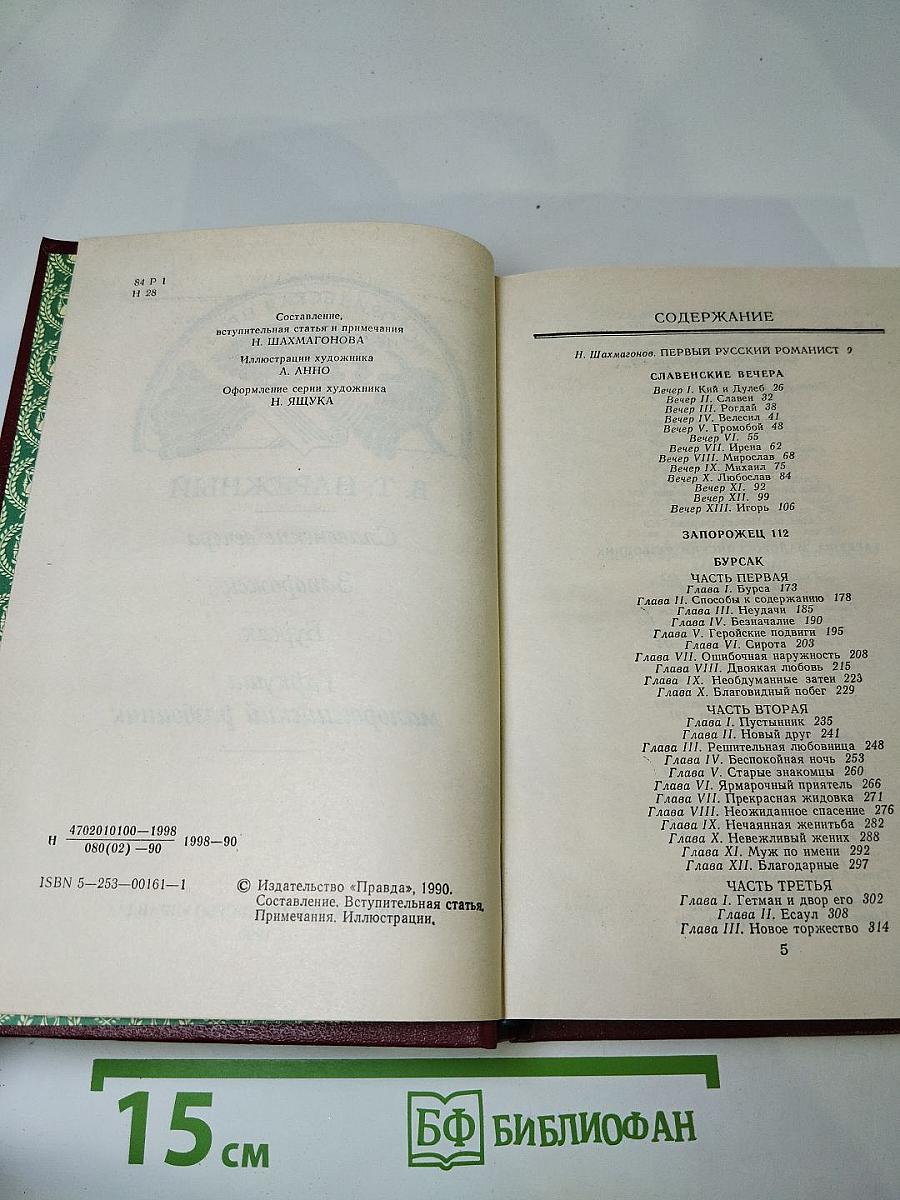 84 Р 1
Н 28
Составление,
вступительная статья и примечания
Н. ШАХМАГОНОВА
Иллюстрации художника
А. АННО
Оформление серии художника
Н. ЯЩУКА
Н 4702010100—1998
080(02) —90
1998—90
ISBN 5—253—00161—1
© Издательство «Правда», 1990.
Составление. Вступительная статья.
Примечания. Иллюстрации.
СОДЕРЖАНИЕ
Н. Шахмагонов. ПЕРВЫЙ РУССКИЙ РОМАНИСТ 9
СЛАВЕНСКИЕ ВЕЧЕРА
Вечер I. Кий и Дулеб 26
Вечер II. Славен 32
Вечер III. Рогдай 38
Вечер IV. Велесил 41
Вечер V. Громобой 48
Вечер VI. 55
Вечер VII. Ирена 62
Вечер VIII. Мирослав 68
Вечер IX. Михаил 75
Вечер X. Любослав 84
Вечер XI. 92
Вечер XII. 99
Вечер XIII. Игорь 106
ЗАПОРОЖЕЦ 112
БУРСАК
ЧАСТЬ ПЕРВАЯ
Глава I. Бурса 173
Глава II. Способы к содержанию 178
Глава III. Неудачи 185
Глава IV. Безначалие 190
Глава V. Геройские подвиги 195
Глава VI. Сирота 203
Глава VII. Ошибочная наружность 208
Глава VIII. Двоякая любовь 215
Глава IX. Необдуманные затеи 223
Глава X. Благовидный побег 229
ЧАСТЬ ВТОРАЯ
Глава I. Пустынник 235
Глава II. Новый друг 241
Глава III. Решительная любовница 248
Глава IV. Беспокойная ночь 253
Глава V. Старые знакомцы 260
Глава VI. Ярмарочный приятель 266
Глава VII. Прекрасная жидовка 271
Глава VIII. Неожиданное спасение 276
Глава IX. Нечаянная женитьба 282
Глава X. Невежливый жених 288
Глава XI. Муж по имени 292
Глава XII. Благодарные 297
ЧАСТЬ ТРЕТЬЯ
Глава I. Гетман и двор его 302
Глава II. Есаул 308
Глава III. Новое торжество 314
5
15 см
БФ БИБЛИОФАН